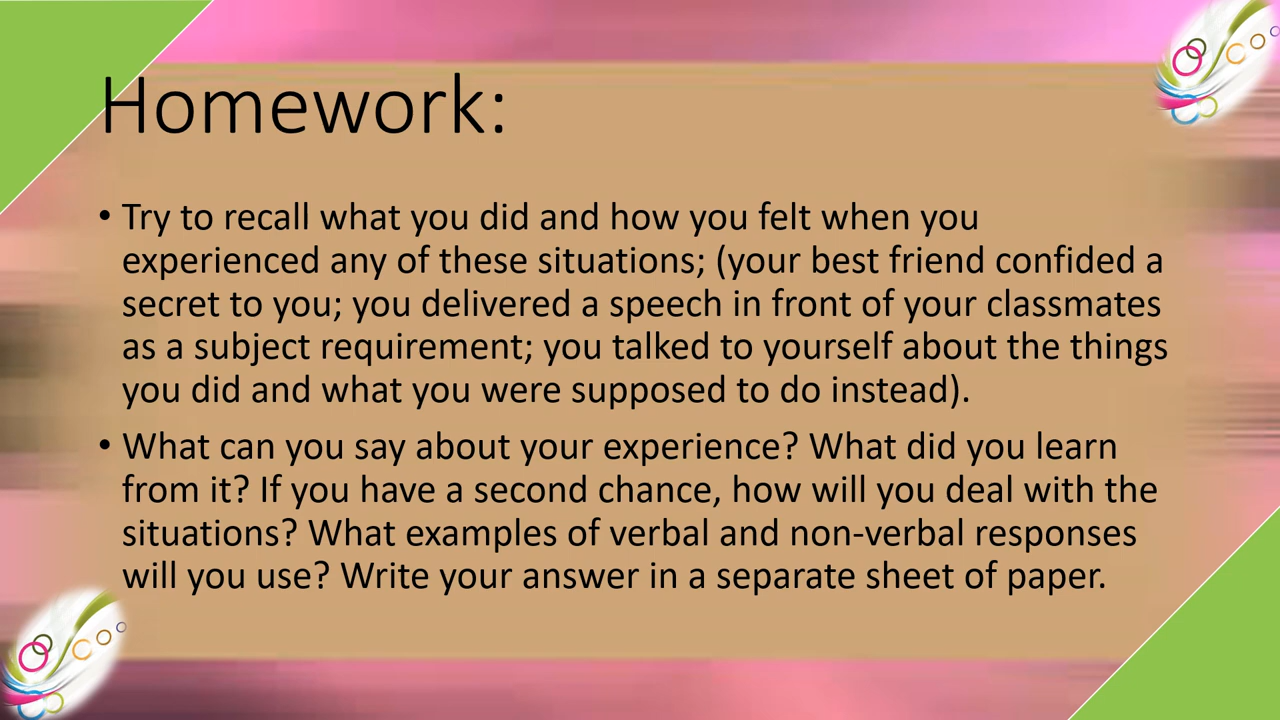 Homework:
• Try to recall what you did and how you felt when you
experienced any of these situations; (your best friend confided a
secret to you; you delivered a speech in front of your classmates
as a subject requirement; you talked to yourself about the things
you did and what you were supposed to do instead).
• What can you say about your experience? What did you learn
from it? If you have a second chance, how will you deal with the
situations? What examples of verbal and non-verbal responses
will you use? Write your answer in a separate sheet of paper.